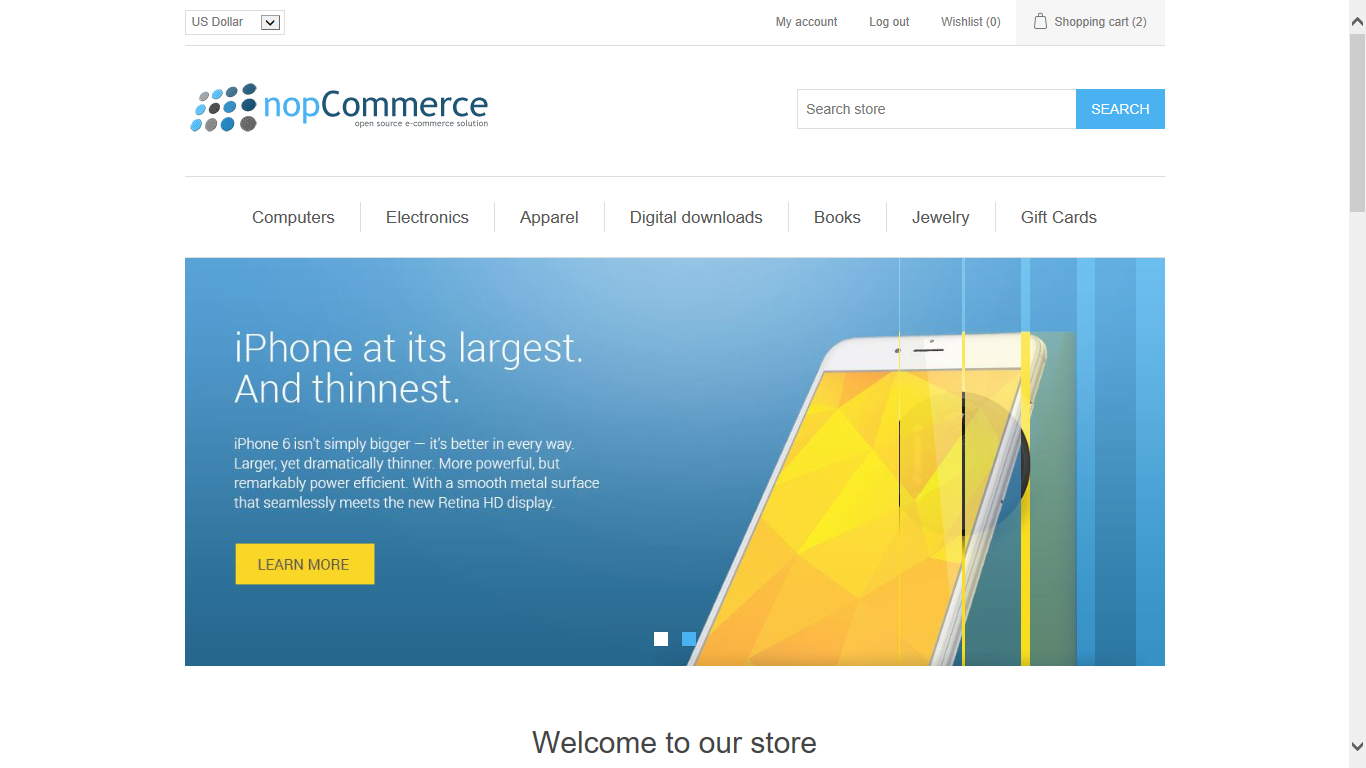 US Dollar
My account
Log out
Wishlist (0)
Shopping cart (2)
nopCommerce
open source e-commerce solution
Search store
SEARCH
Computers
Electronics
Apparel
Digital downloads
Books
Jewelry
Gift Cards
iPhone at its largest.
And thinnest.
iPhone 6 isn't simply bigger — it's better in every way.
Larger, yet dramatically thinner. More powerful, but
remarkably power efficient. With a smooth metal surface
that seamlessly meets the new Retina HD display.
LEARN MORE
Welcome to our store